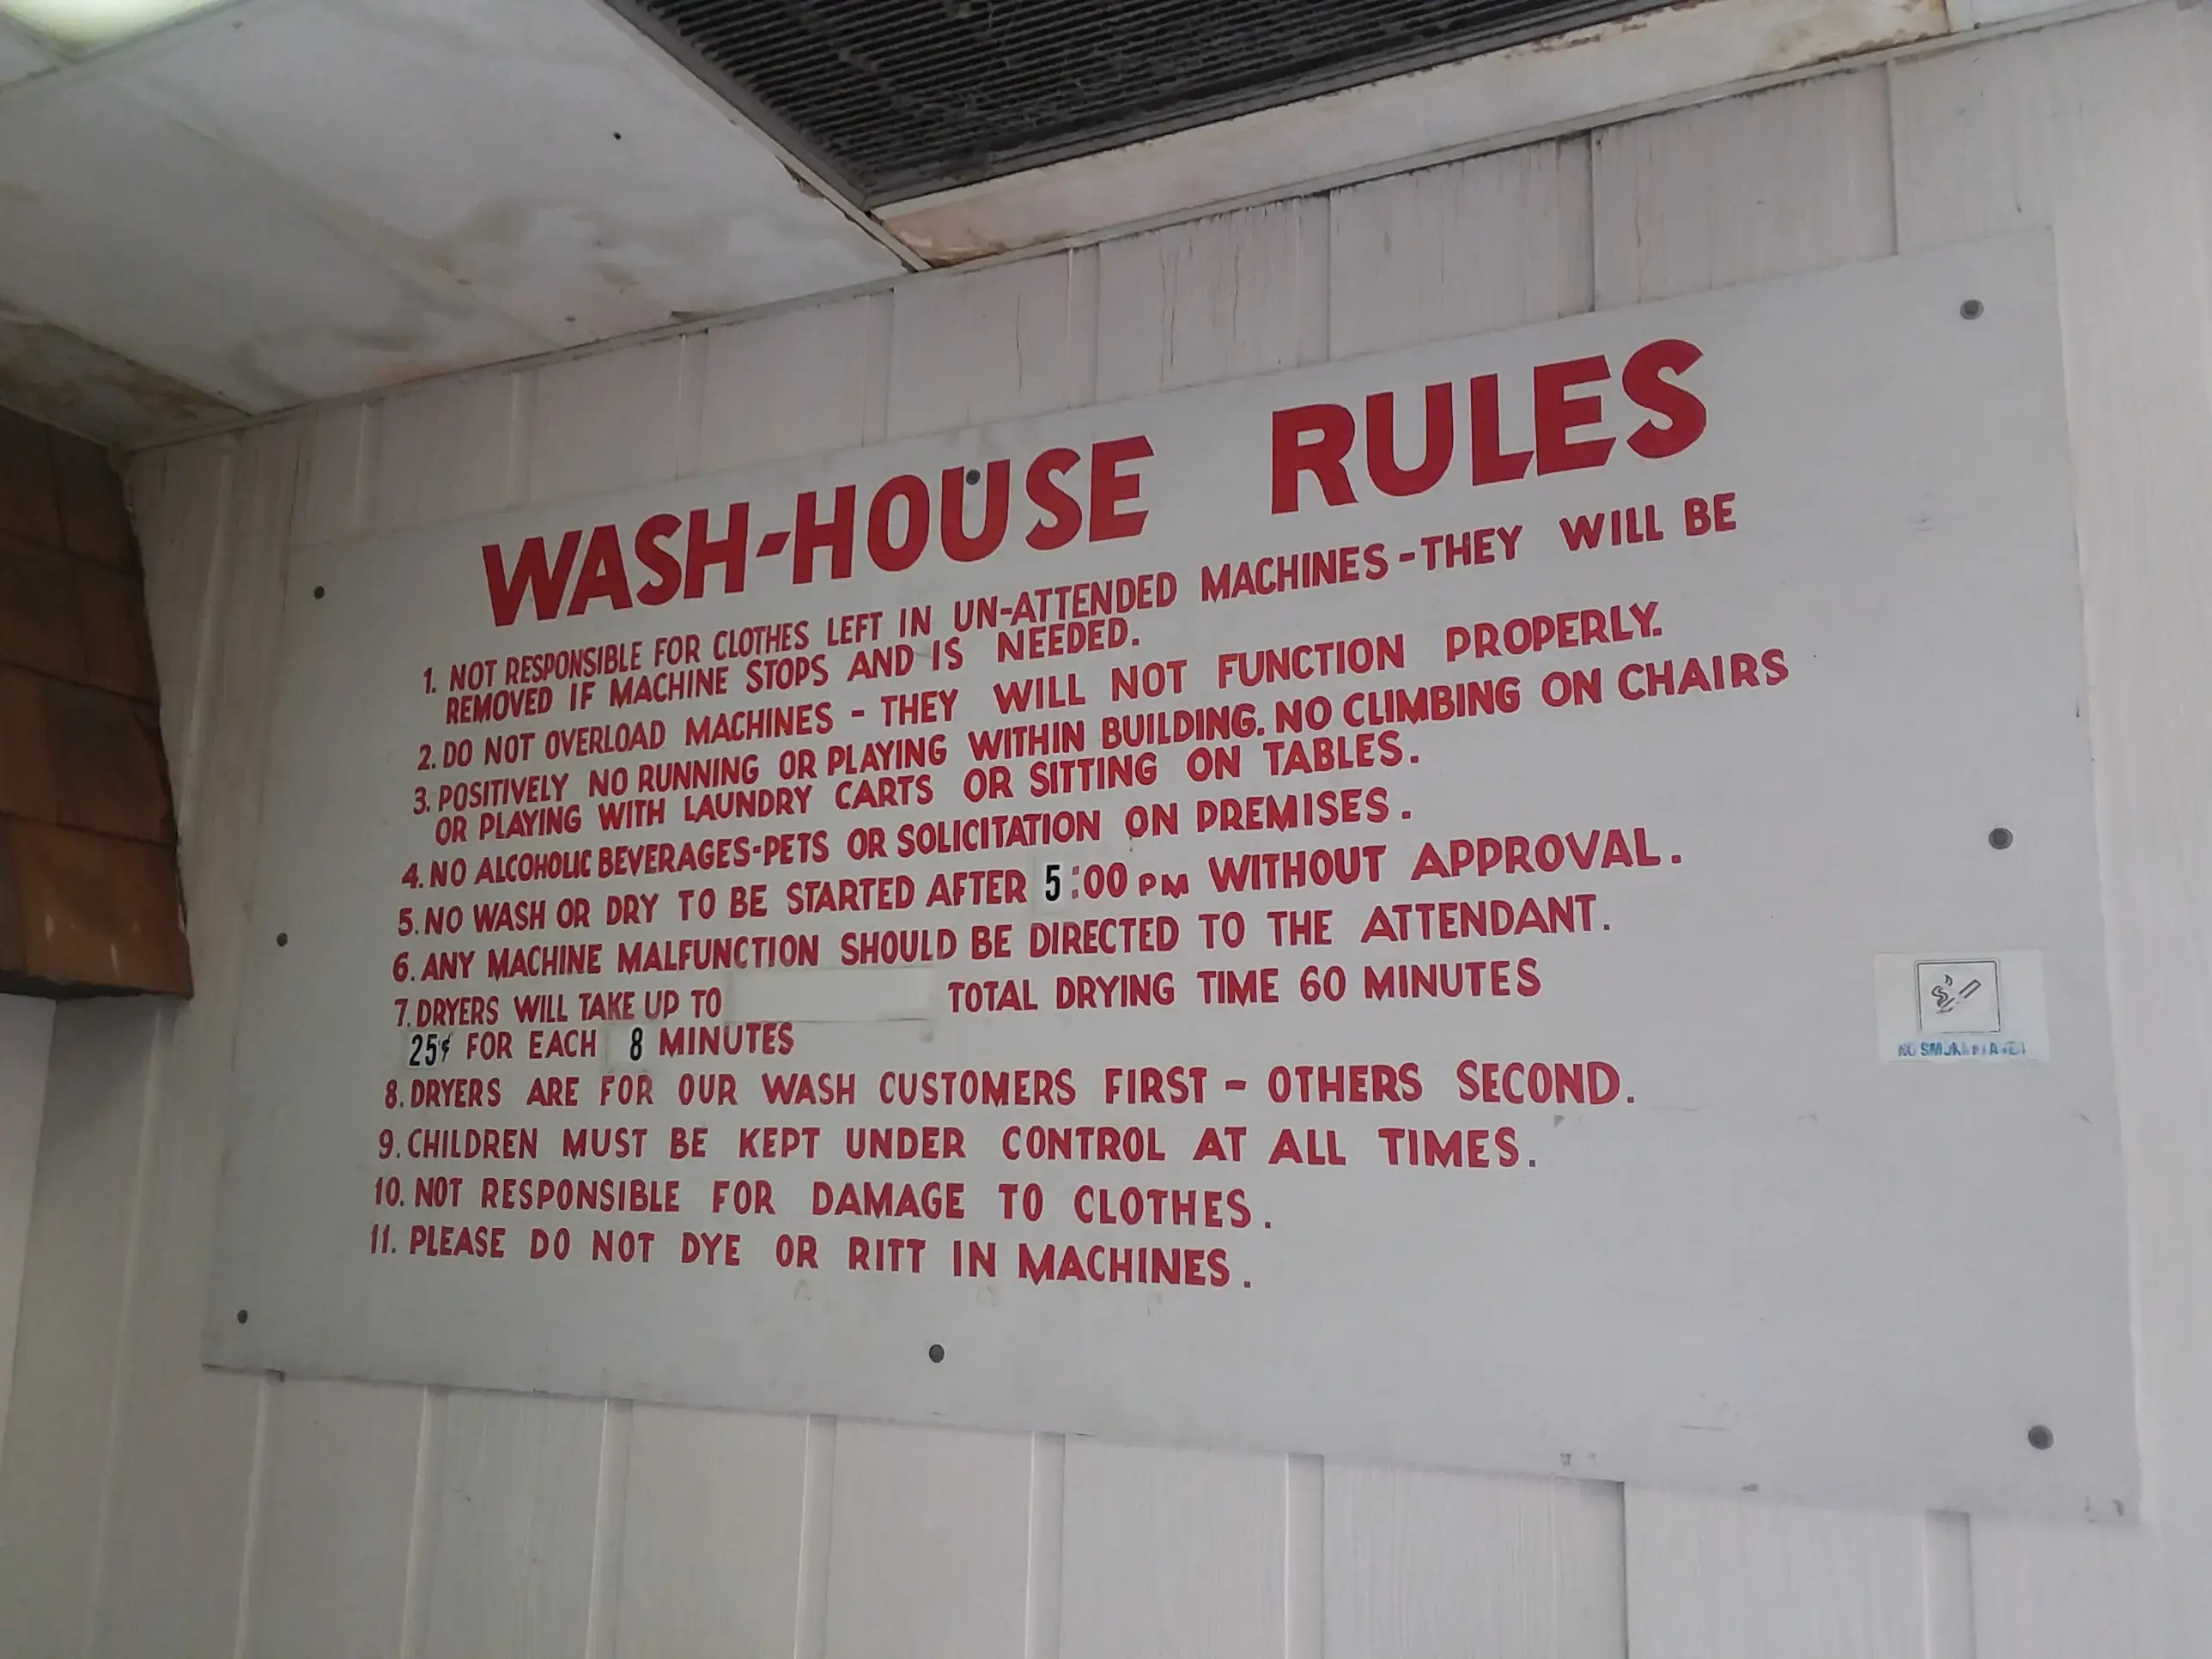 WASH-HOUSE RULES
1. NOT RESPONSIBLE FOR CLOTHES LEFT IN UN-ATTENDED MACHINES - THEY WILL BE
REMOVED IF MACHINE STOPS AND IS NEEDED.
2. DO NOT OVERLOAD MACHINES - THEY WILL NOT FUNCTION PROPERLY.
3. POSITIVELY NO RUNNING OR PLAYING WITHIN BUILDING. NO CLIMBING ON CHAIRS
OR PLAYING WITH LAUNDRY CARTS OR SITTING ON TABLES.
4. NO ALCOHOLIC BEVERAGES-PETS OR SOLICITATION ON PREMISES.
5. NO WASH OR DRY TO BE STARTED AFTER 5:00 PM WITHOUT APPROVAL.
6. ANY MACHINE MALFUNCTION SHOULD BE DIRECTED TO THE ATTENDANT.
7. DRYERS WILL TAKE UP TO TOTAL DRYING TIME 60 MINUTES
25¢ FOR EACH 8 MINUTES
8. DRYERS ARE FOR OUR WASH CUSTOMERS FIRST - OTHERS SECOND.
9. CHILDREN MUST BE KEPT UNDER CONTROL AT ALL TIMES.
10. NOT RESPONSIBLE FOR DAMAGE TO CLOTHES.
11. PLEASE DO NOT DYE OR RITT IN MACHINES.
NO